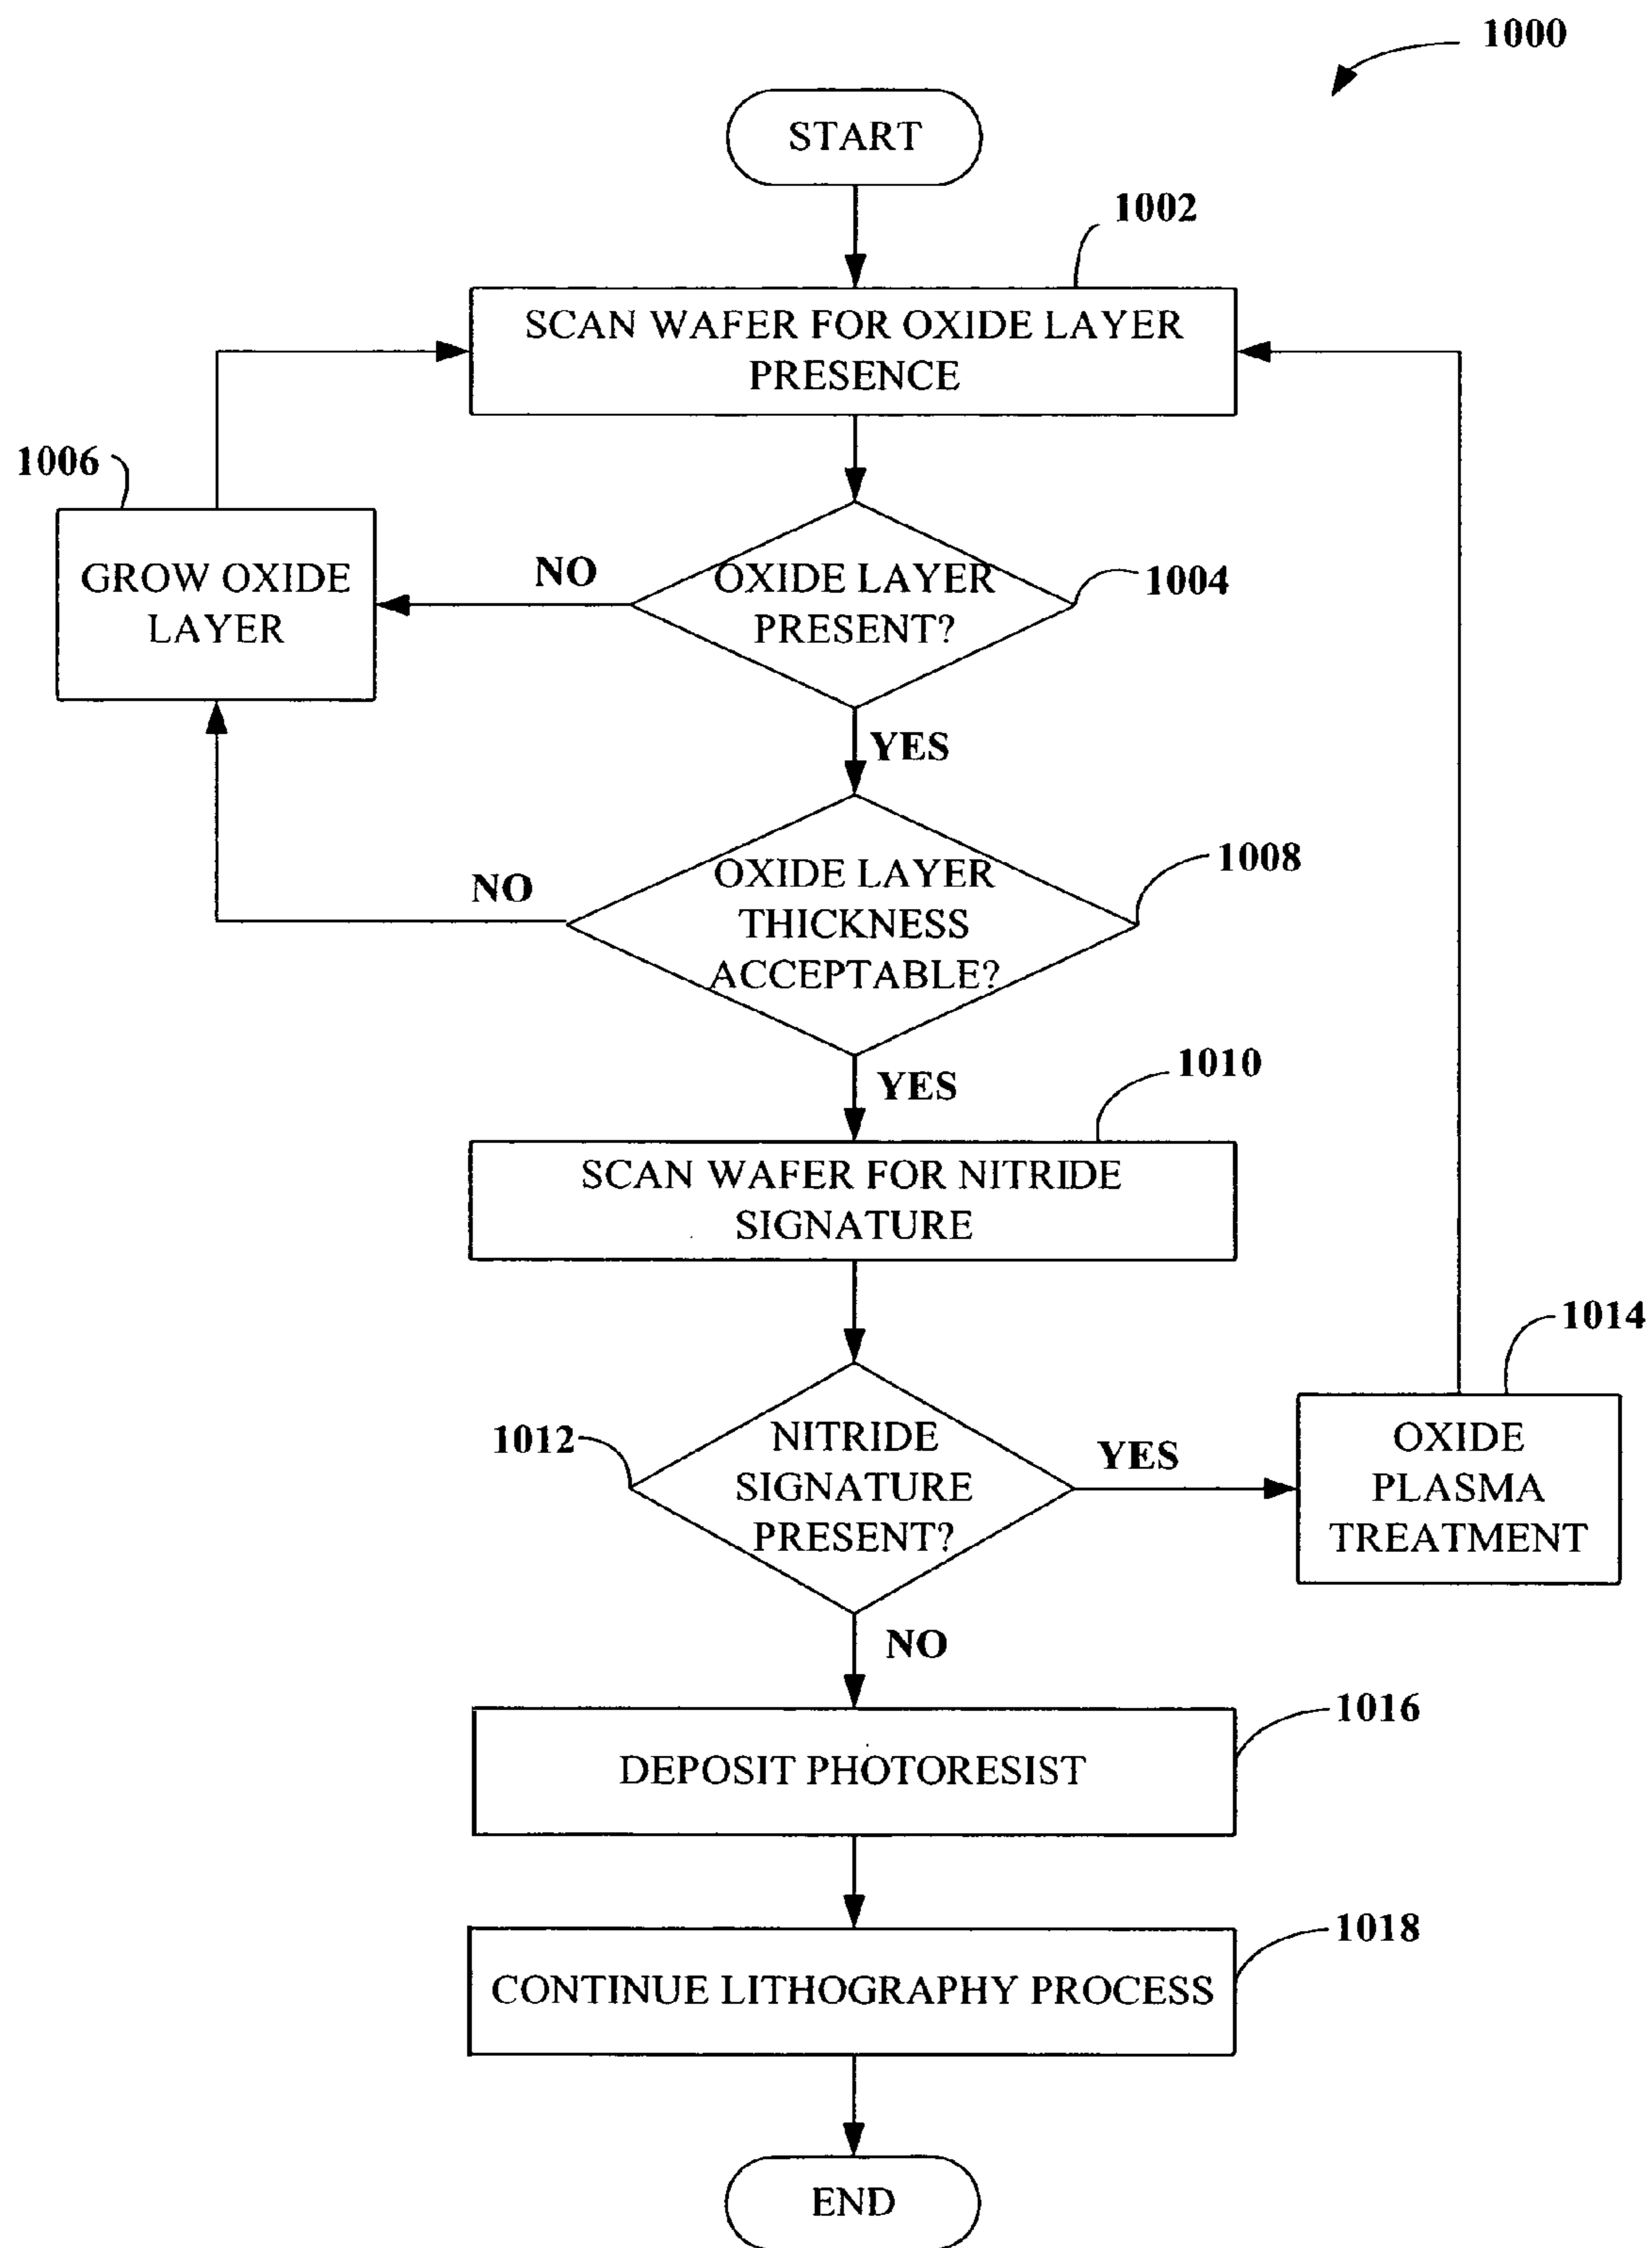 1000
START
1002
SCAN WAFER FOR OXIDE LAYER
PRESENCE
1006
GROW OXIDE
LAYER
NO
OXIDE LAYER
PRESENT?
1004
YES
NO
OXIDE LAYER
THICKNESS
ACCEPTABLE?
1008
YES
1010
SCAN WAFER FOR NITRIDE
SIGNATURE
1012
NITRIDE
SIGNATURE
PRESENT?
YES
1014
OXIDE
PLASMA
TREATMENT
NO
1016
DEPOSIT PHOTORESIST
1018
CONTINUE LITHOGRAPHY PROCESS
END